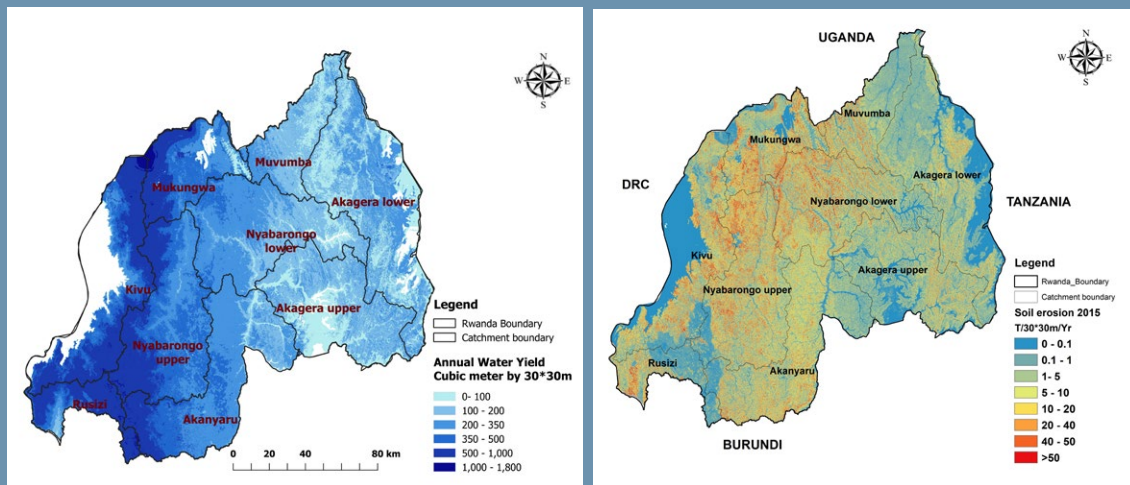 N
W E
S
Mukungwa
Muvumba
Akagera lower
Nyabarongo
lower
Kivu
Akagera upper
Nyabarongo
upper
Rusizi
Akanyaru
Legend
Rwanda Boundary
Catchment boundary
Annual Water Yield
Cubic meter by 30*30m
0- 100
100 - 200
200 - 350
350 - 500
500 - 1,000
1,000 - 1,800
0 20 40 80 km
UGANDA
N
W E
S
Muvumba
Mukungwa
DRC
Akagera lower
Nyabarongo lower
TANZANIA
Kivu
Akagera upper
Nyabarongo upper
Rusizi
Akanyaru
BURUNDI
Legend
Rwanda_Boundary
Catchment boundary
Soil erosion 2015
T/30*30m/Yr
0 - 0.1
0.1 - 1
1- 5
5 - 10
10 - 20
20 - 40
40 - 50
>50